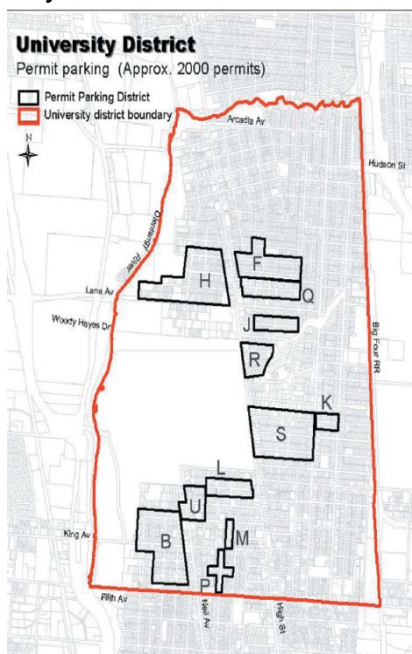 University District
Permit parking (Approx. 2000 permits)
Permit Parking District
University district boundary
N
Arcadia Av
Hudson St
Olentangy River
F
H
Lane Av
Q
Woody Hayes Dr
J
Big Four RR
R
K
S
L
U
King Av
B
M
P
Fifth Av
Neil Av
High St